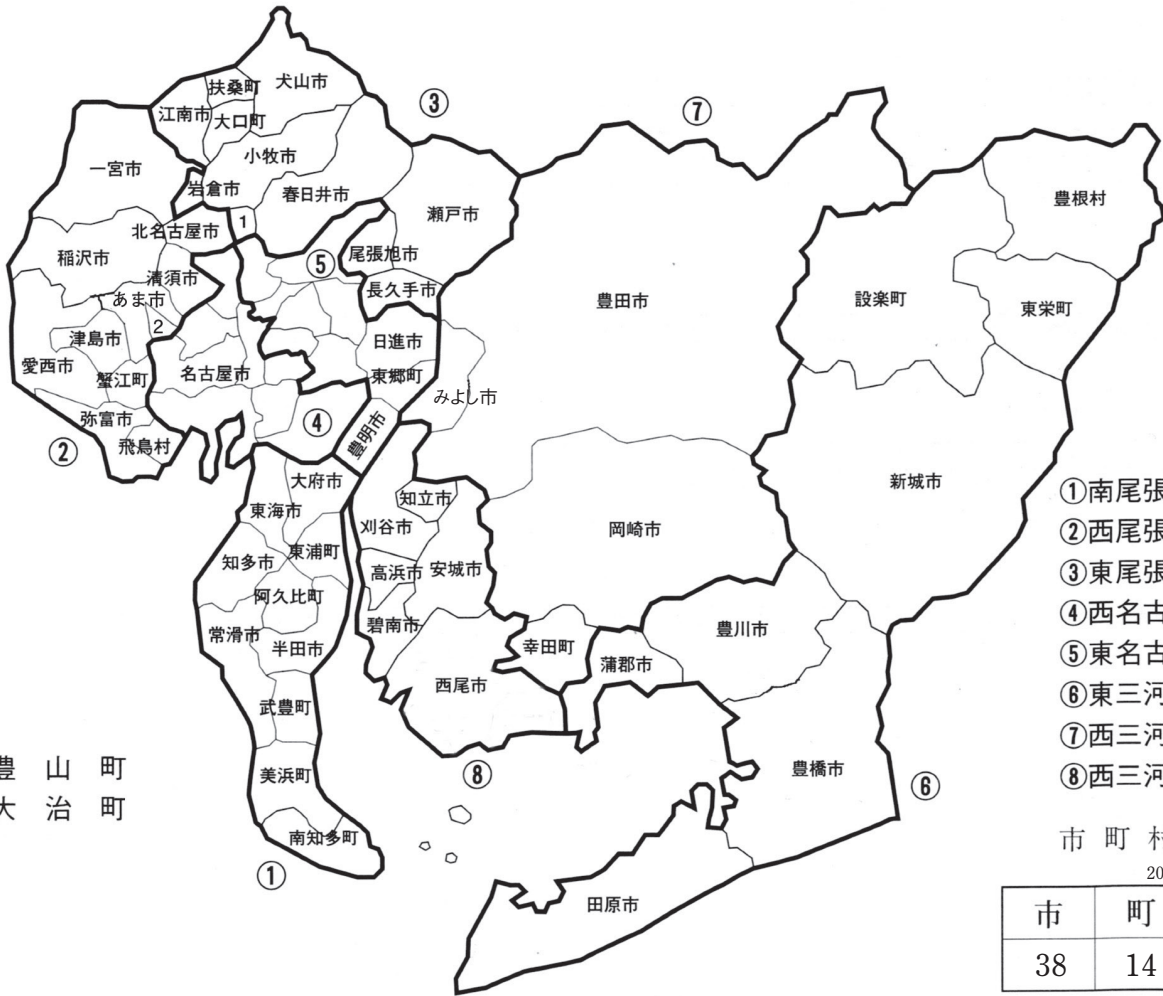 犬山市
扶桑町
江南市
大口町
③
⑦
小牧市
一宮市
岩倉市
春日井市
豊根村
瀬戸市
1
北名古屋市
尾張旭市
稲沢市
⑤
清須市
長久手市
豊田市
設楽町
あま市
東栄町
2
津島市
日進市
愛西市
蟹江町
名古屋市
東郷町
みよし市
弥富市
④
豊明市
②
飛島村
大府市
新城市
知立市
東海市
刈谷市
岡崎市
東浦町
知多市
高浜市
安城市
阿久比町
碧南市
常滑市
豊川市
半田市
幸田町
蒲郡市
西尾市
武豊町
美浜町
⑧
豊橋市
⑥
南知多町
①
田原市
豊山町
大治町
①南尾張
②西尾張
③東尾張
④西名古
⑤東名古
⑥東三河
⑦西三河
⑧西三河
市町村
20
市 町
38 14